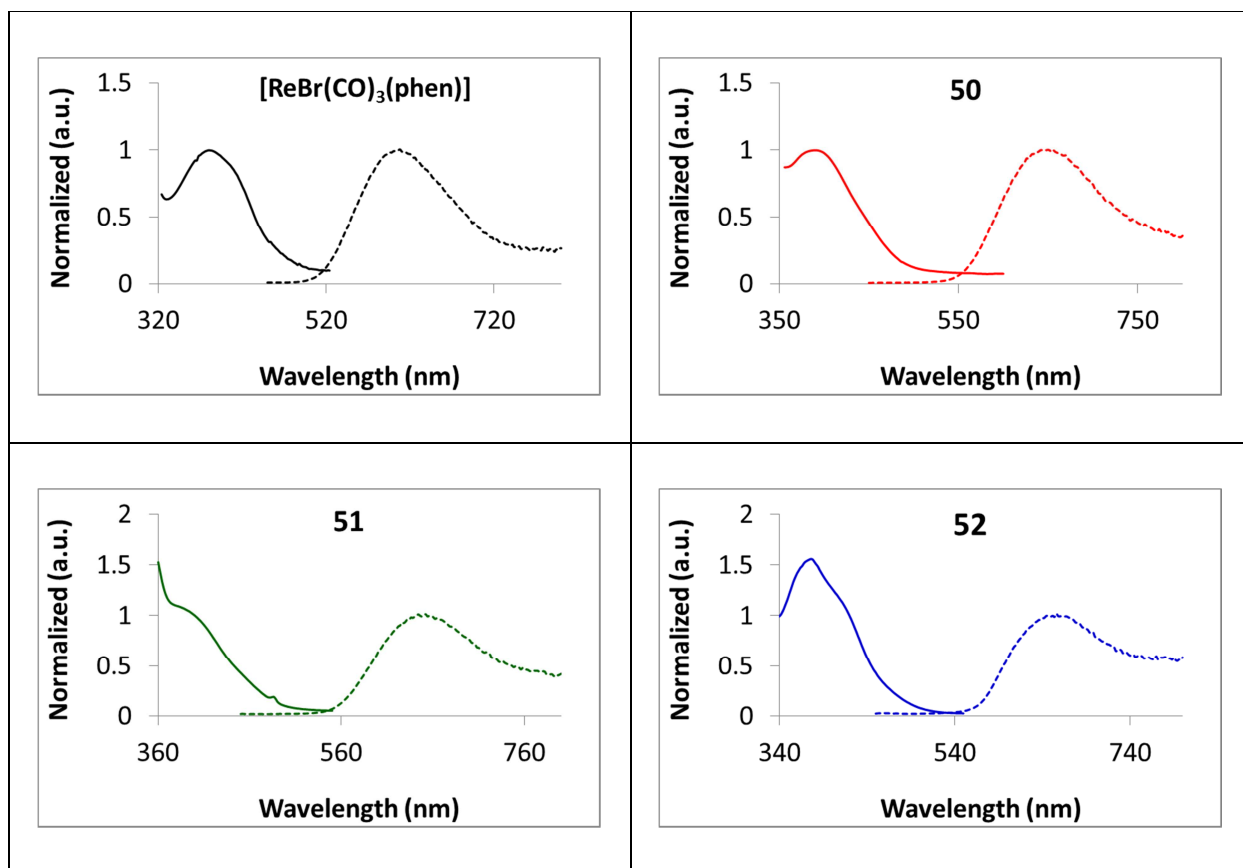 [ReBr(CO)₃(phen)]
Normalized (a.u.)
1.5
1
0.5
0
320 520 720
Wavelength (nm)
50
Normalized (a.u.)
1.5
1
0.5
0
350 550 750
Wavelength (nm)
51
Normalized (a.u.)
2
1.5
1
0.5
0
360 560 760
Wavelength (nm)
52
Normalized (a.u.)
2
1.5
1
0.5
0
340 540 740
Wavelength (nm)